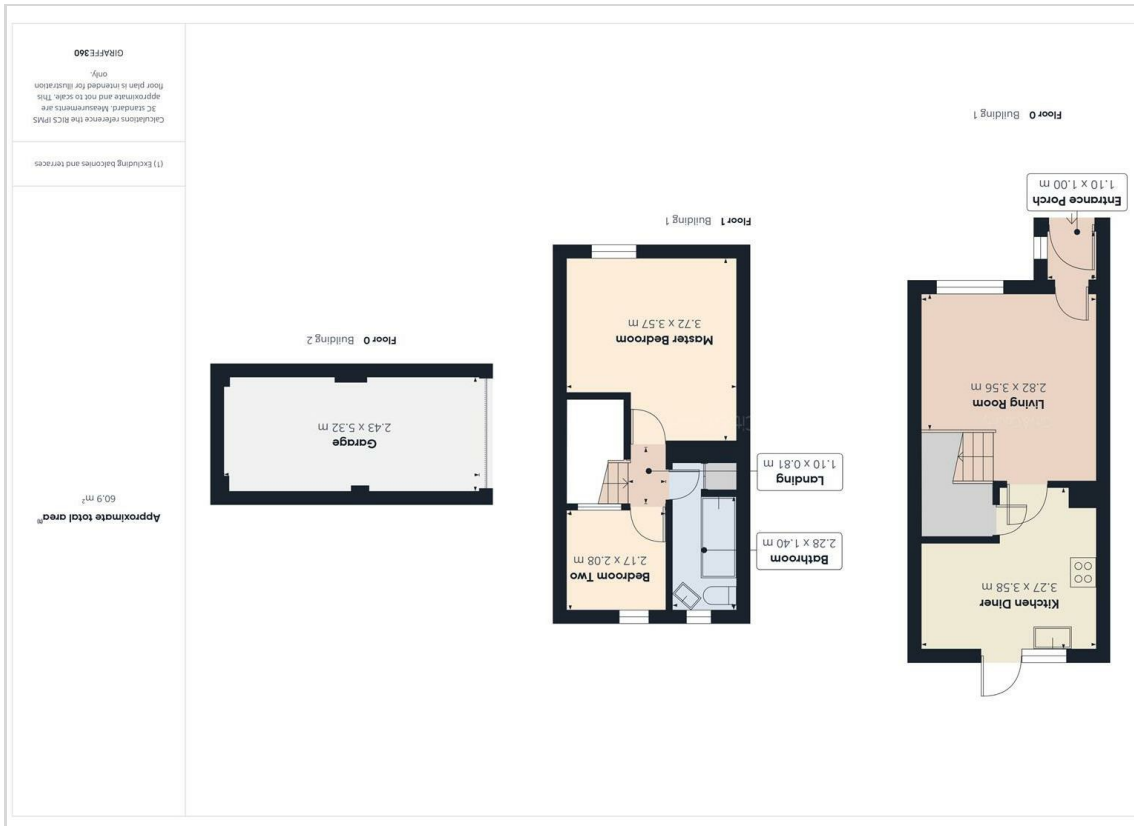 Entrance Porch
1.10 x 1.00 m
Living Room
2.82 x 3.56 m
Kitchen Diner
3.27 x 3.58 m
Floor 0 Building 1
Bathroom
2.28 x 1.40 m
Landing
1.10 x 0.81 m
Bedroom Two
2.17 x 2.08 m
Master Bedroom
3.72 x 3.57 m
Floor 1 Building 1
Garage
2.43 x 5.32 m
Floor 0 Building 2
Approximate total area(1)
60.9 m²
(1) Excluding balconies and terraces
Calculations reference the RICS IPMS
3C standard. Measurements are
approximate and not to scale. This
floor plan is intended for illustration
only.
GIRAFFE360